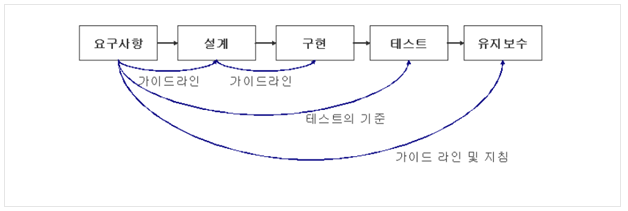 요구사항 설계 구현 테스트 유지보수
가이드라인 가이드라인
테스트의 기준
가이드 라인 및 지침